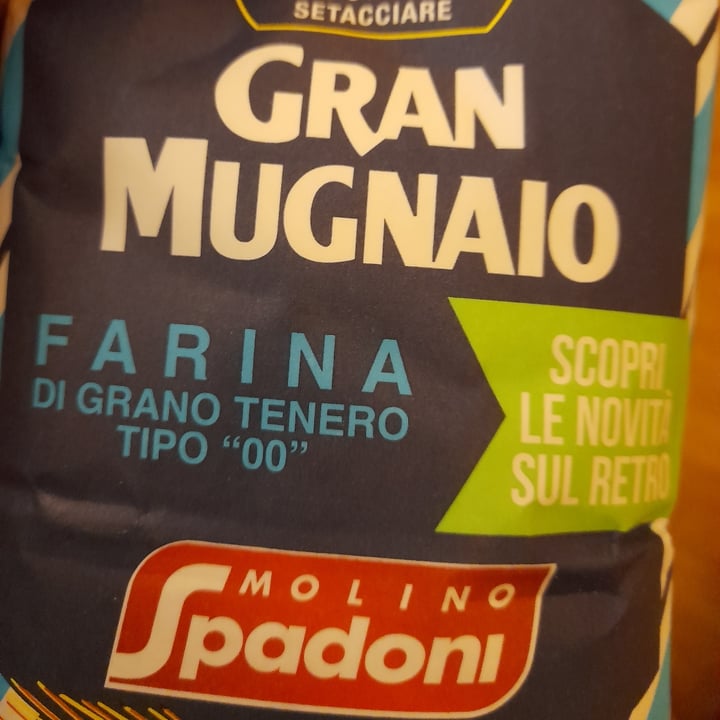 SETACCIARE
GRAN
MUGNAIO
FARINA
DI GRANO TENERO
TIPO “00”
SCOPRI
LE NOVITÀ
SUL RETRO
MOLINO
Spadoni